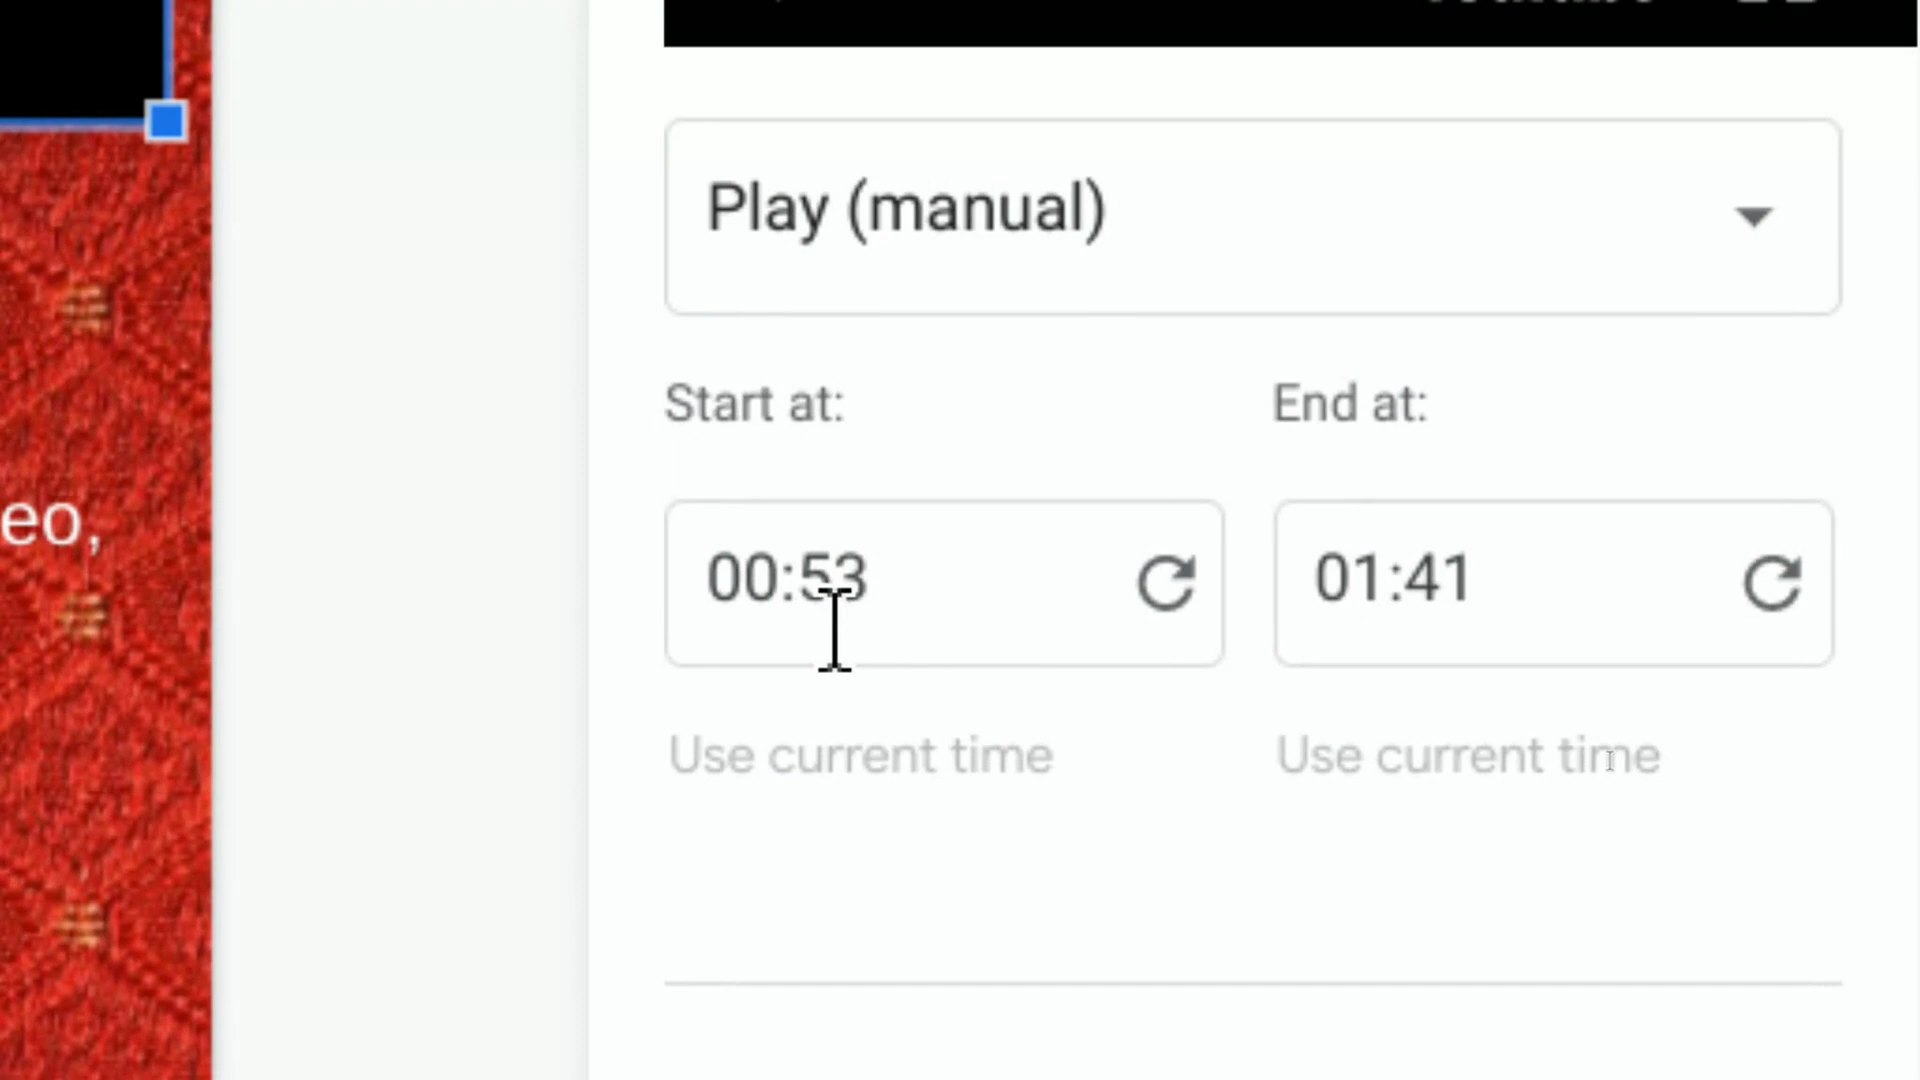 Play (manual)
Start at:
End at:
eo,
00:53
01:41
Use current time
Use current time